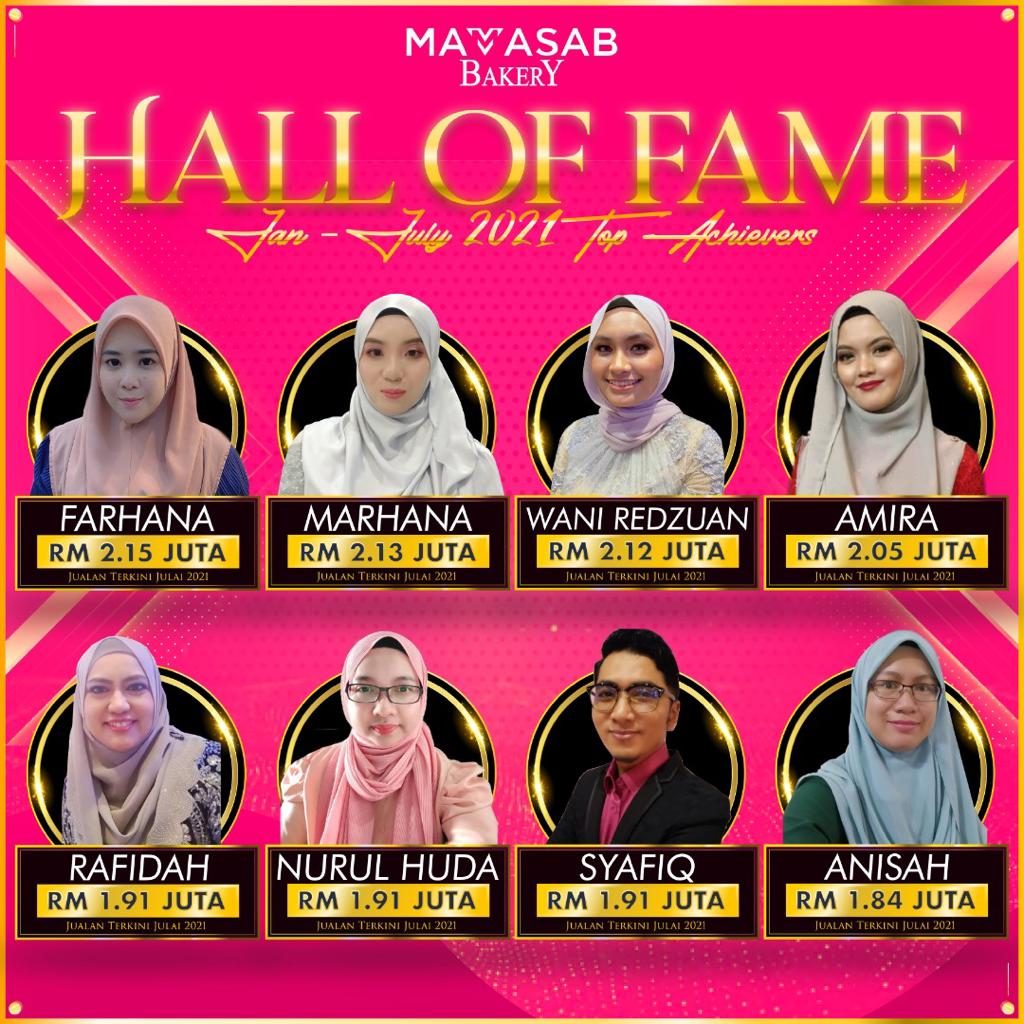 MAWASAB
BAKERY
HALL OF FAME
Jan - July 2021 Top Achievers
FARHANA
RM 2.15 JUTA
JUALAN TERKINI JULAI 2021
MARHANA
RM 2.13 JUTA
JUALAN TERKINI JULAI 2021
WANI REDZUAN
RM 2.12 JUTA
JUALAN TERKINI JULAI 2021
AMIRA
RM 2.05 JUTA
JUALAN TERKINI JULAI 2021
RAFIDAH
RM 1.91 JUTA
JUALAN TERKINI JULAI 2021
NURUL HUDA
RM 1.91 JUTA
JUALAN TERKINI JULAI 2021
SYAFIQ
RM 1.91 JUTA
JUALAN TERKINI JULAI 2021
ANISAH
RM 1.84 JUTA
JUALAN TERKINI JULAI 2021